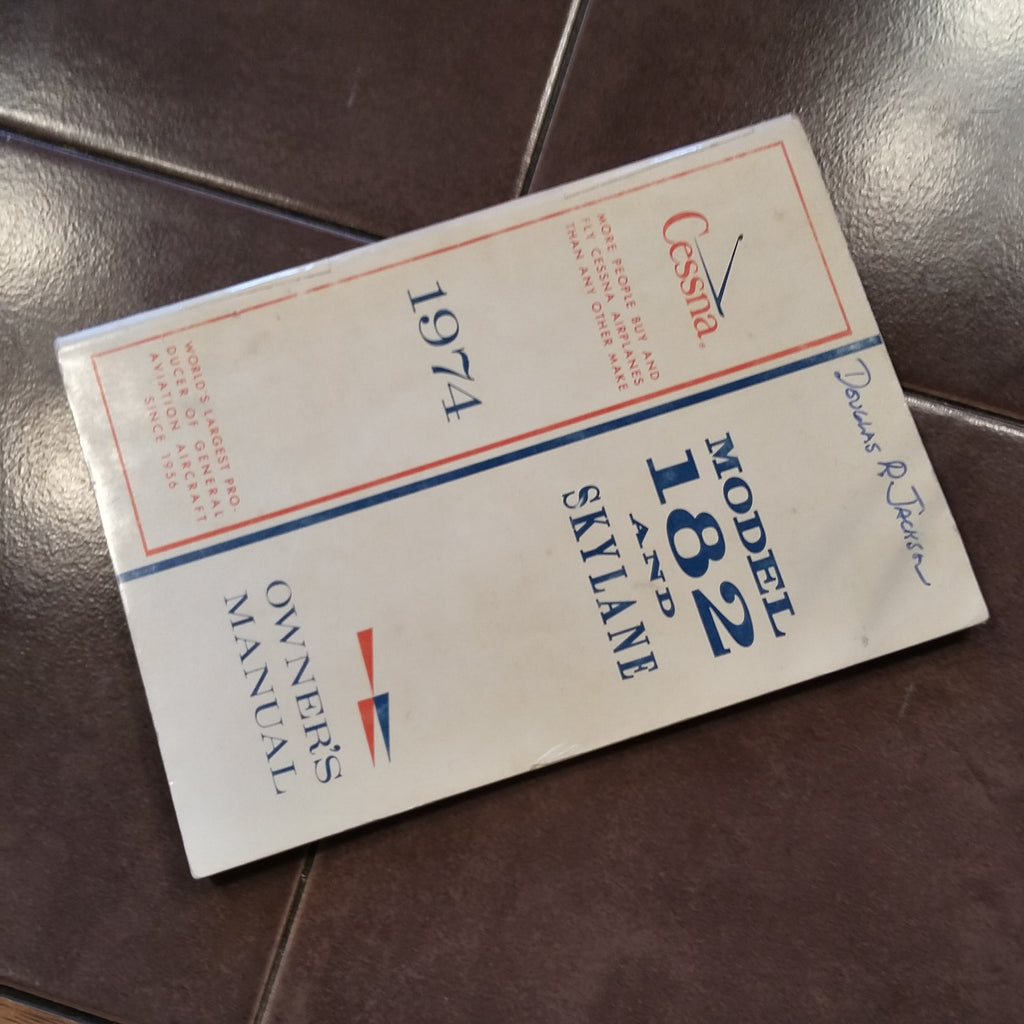 Cessna®
MORE PEOPLE BUY AND
FLY CESSNA AIRPLANES
THAN ANY OTHER MAKE
1974
WORLD'S LARGEST PRO-
DUCER OF GENERAL
AVIATION AIRCRAFT
SINCE 1956
DOUGLAS R. JACKSON
MODEL
182
AND
SKYLANE
OWNER'S
MANUAL